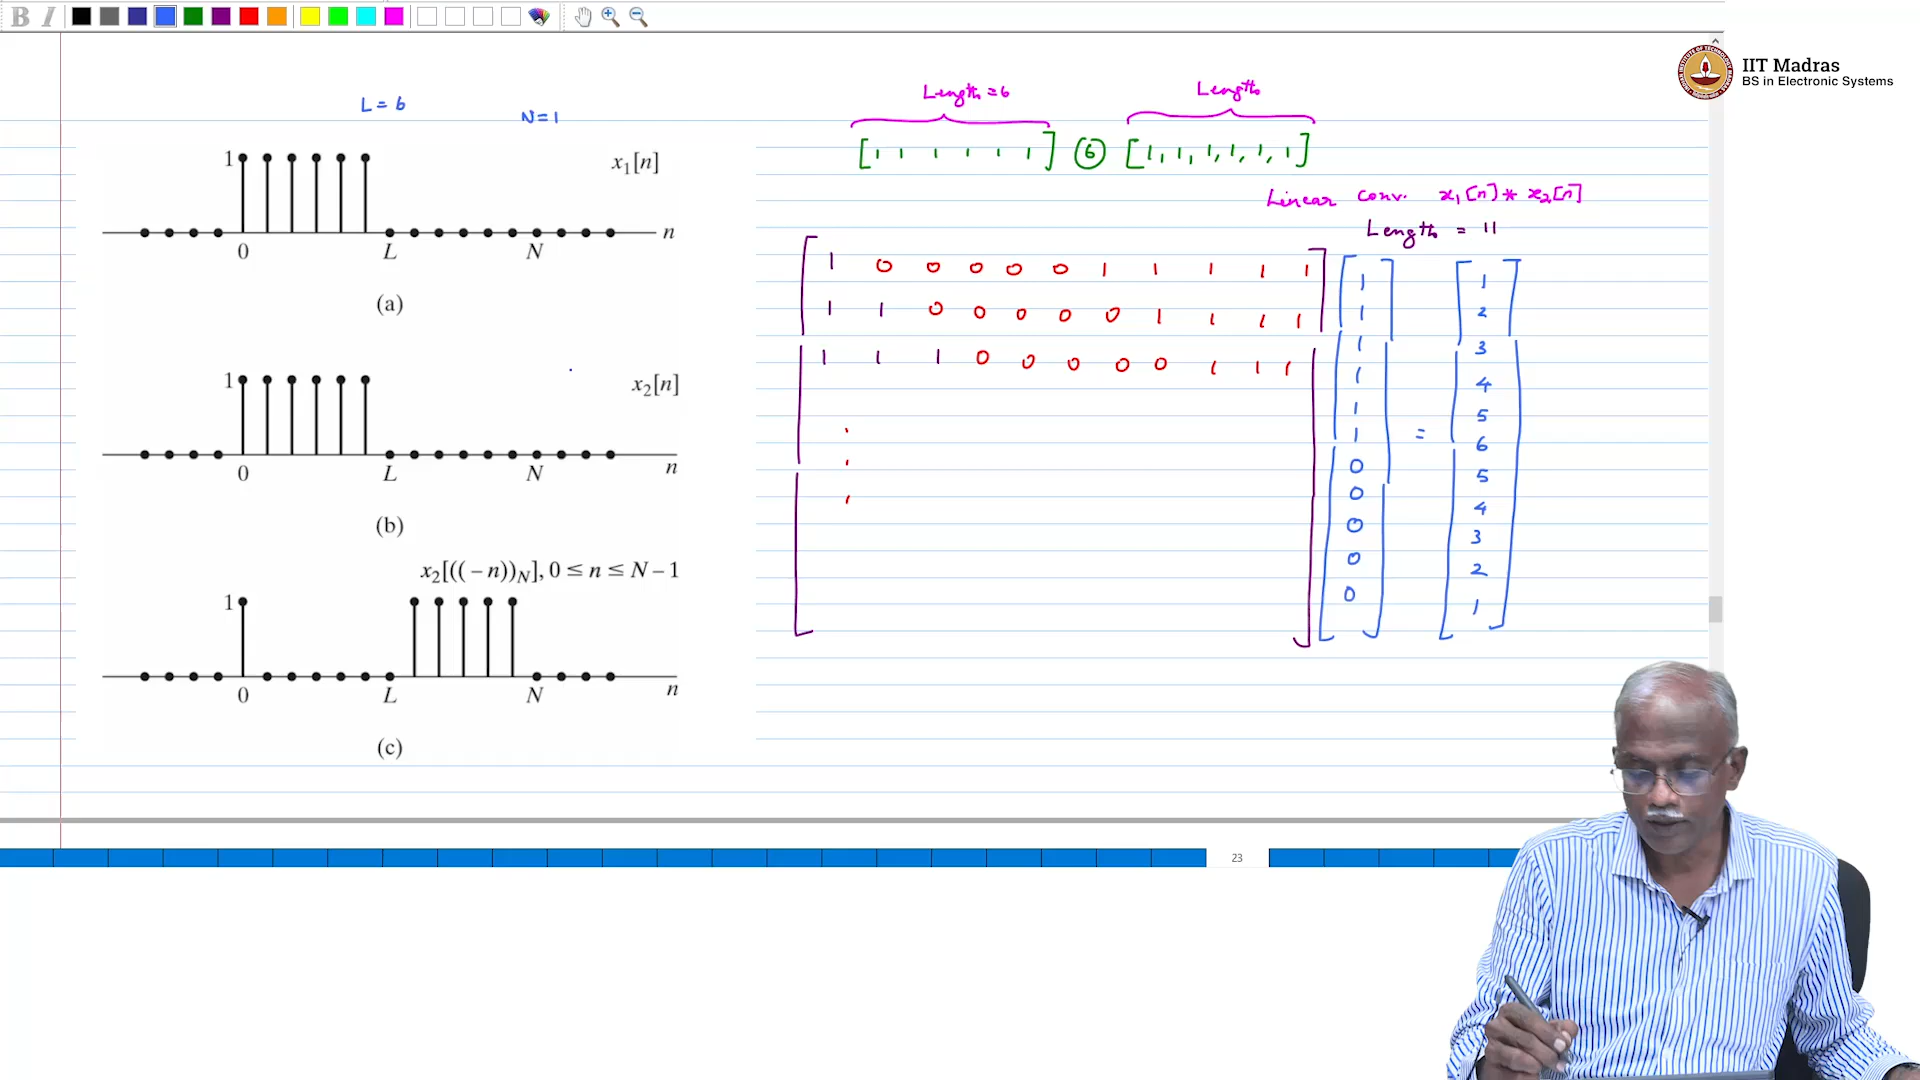 B I
IIT Madras
BS in Electronic Systems
L = 6
N=1
1
x₁[n]
0 L N n
(a)
1
x₂[n]
0 L N n
(b)
x₂[((−n))_N], 0 ≤ n ≤ N − 1
1
0 L N n
(c)
Length = 6
Length
[1 1 1 1 1 1] ⑥ [1, 1, 1, 1, 1, 1]
Linear conv. x₁[n] * x₂[n]
Length = 11
1 0 0 0 0 0 1 1 1 1 1
1 1 0 0 0 0 0 1 1 1 1
1 1 1 0 0 0 0 0 1 1 1
.
.
.
1
1
1
1
1
1
0
0
0
0
0
=
1
2
3
4
5
6
5
4
3
2
1
23